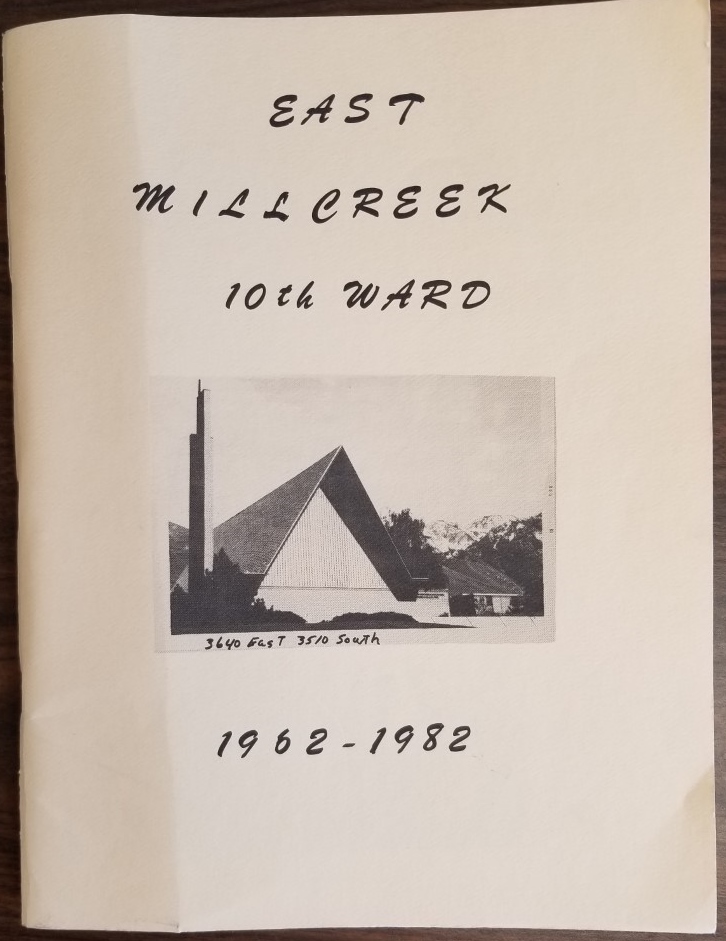 EAST
MILLCREEK
10th WARD
3640 EasT 3510 South
1962-1982